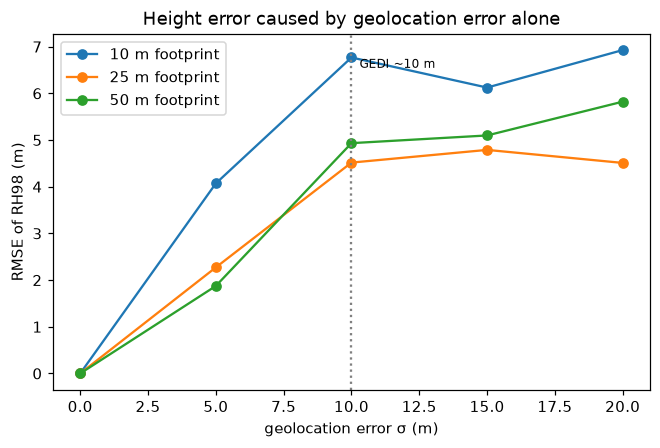 Height error caused by geolocation error alone
10 m footprint
25 m footprint
50 m footprint
GEDI ~10 m
RMSE of RH98 (m)
7
6
5
4
3
2
1
0
0.0 2.5 5.0 7.5 10.0 12.5 15.0 17.5 20.0
geolocation error σ (m)